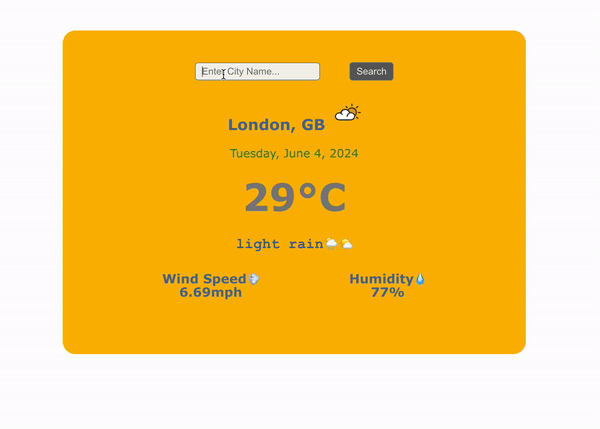 Enter City Name... Search
London, GB
Tuesday, June 4, 2024
29°C
light rain
Wind Speed Humidity
6.69mph 77%